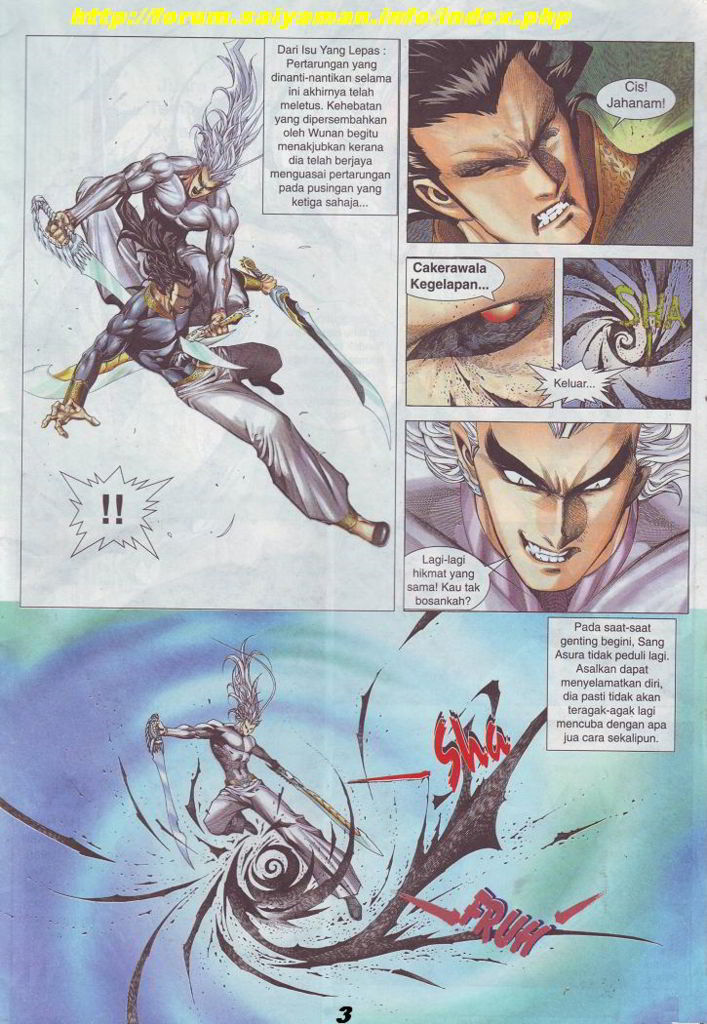 http://forum.saiyaman.info/index.php
Dari Isu Yang Lepas :
Pertarungan yang
dinanti-nantikan selama
ini akhirnya telah
meletus. Kehebatan
yang dipersembahkan
oleh Wunan begitu
menakjubkan kerana
dia telah berjaya
menguasai pertarungan
pada pusingan yang
ketiga sahaja...
Cis!
Jahanam!
!!
Cakerawala
Kegelapan...
SHA
Keluar...
Lagi-lagi
hikmat yang
sama! Kau tak
bosankah?
Pada saat-saat
genting begini, Sang
Asura tidak peduli lagi.
Asalkan dapat
menyelamatkan diri,
dia pasti tidak akan
teragak-agak lagi
mencuba dengan apa
jua cara sekalipun.
Sha
FRUH
3